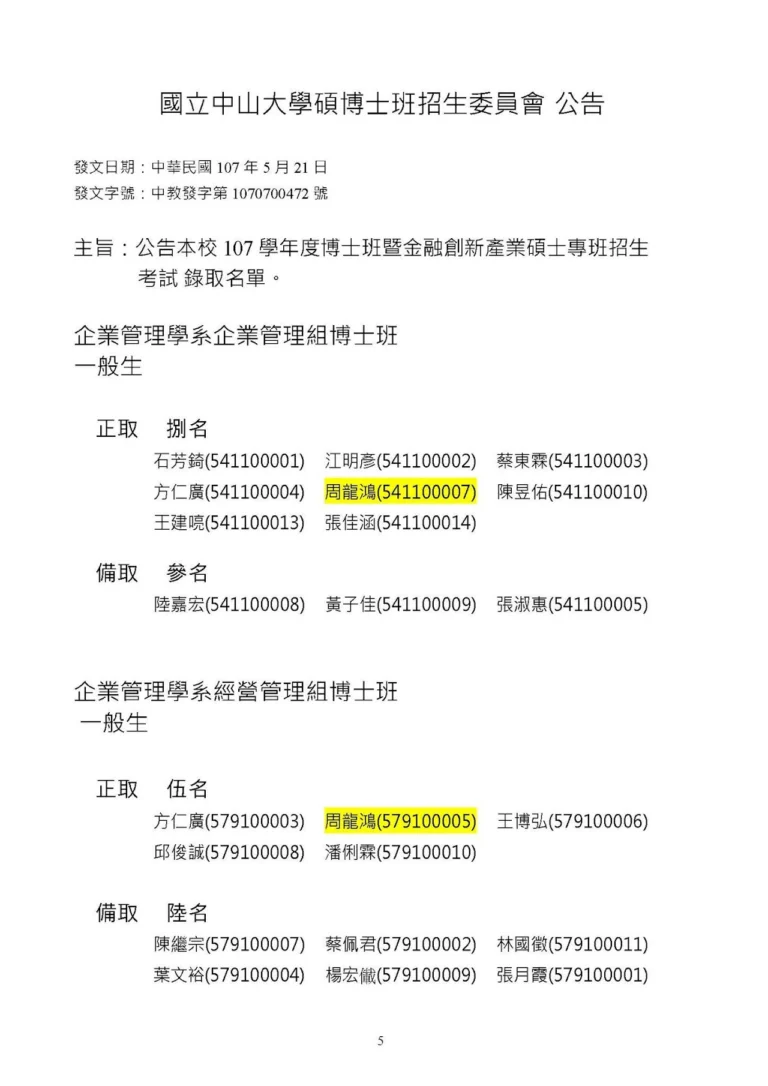 國立中山大學碩博士班招生委員會 公告
發文日期：中華民國 107 年 5 月 21 日
發文字號：中教發字第 1070700472 號
主旨：公告本校 107 學年度博士班暨金融創新產業碩士專班招生
考試 錄取名單。
企業管理學系企業管理組博士班
一般生
正取 捌名
石芳錡(541100001) 江明彥(541100002) 蔡東霖(541100003)
方仁廣(541100004) 周龍鴻(541100007) 陳昱佑(541100010)
王建喨(541100013) 張佳涵(541100014)
備取 參名
陸嘉宏(541100008) 黃子佳(541100009) 張淑惠(541100005)
企業管理學系經營管理組博士班
一般生
正取 伍名
方仁廣(579100003) 周龍鴻(579100005) 王博弘(579100006)
邱俊誠(579100008) 潘俐霖(579100010)
備取 陸名
陳繼宗(579100007) 蔡佩君(579100002) 林國徵(579100011)
葉文裕(579100004) 楊宏(579100009) 張月霞(579100001)
5